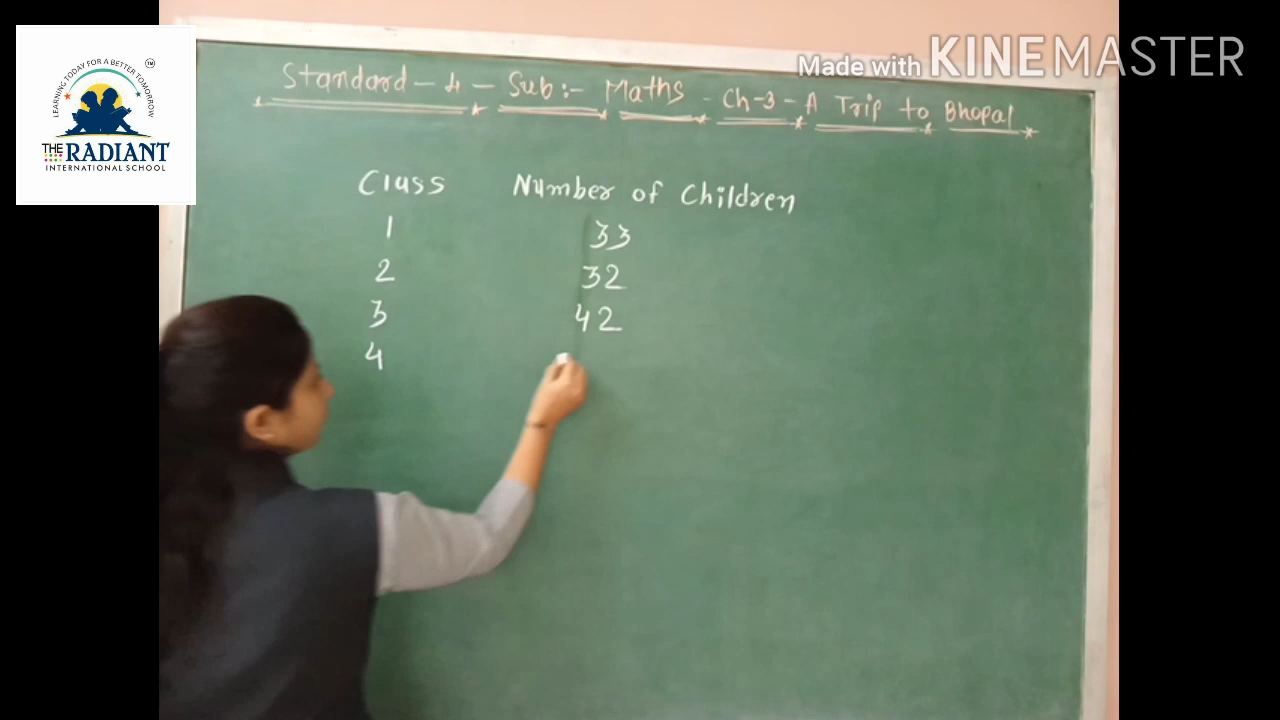 LEARNING TODAY FOR A BETTER TOMORROW
TM
THE RADIANT
INTERNATIONAL SCHOOL
Made with KINEMASTER
Standard - 4 - Sub:- Maths - Ch-3 - A Trip to Bhopal
Class Number of Children
1 33
2 32
3 42
4